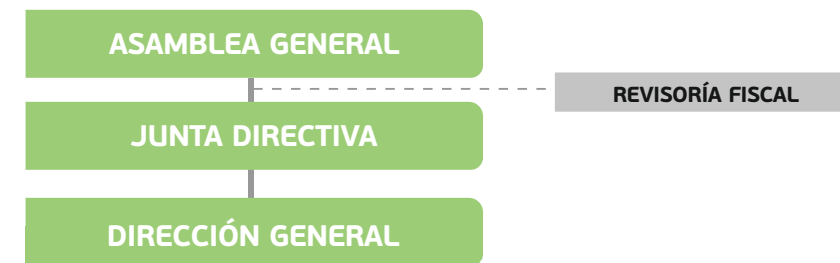 ASAMBLEA GENERAL
REVISORÍA FISCAL
JUNTA DIRECTIVA
DIRECCIÓN GENERAL